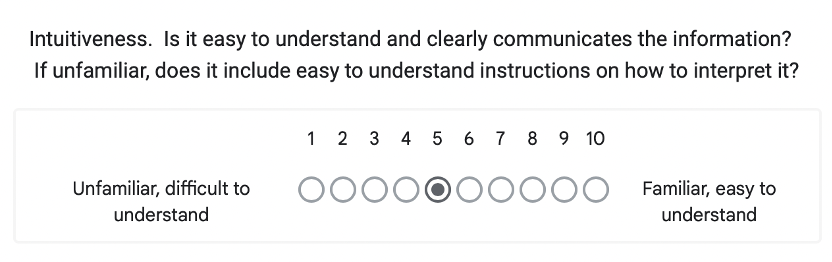 Intuitiveness. Is it easy to understand and clearly communicates the information?
If unfamiliar, does it include easy to understand instructions on how to interpret it?
1 2 3 4 5 6 7 8 9 10
Unfamiliar, difficult to
understand
Familiar, easy to
understand